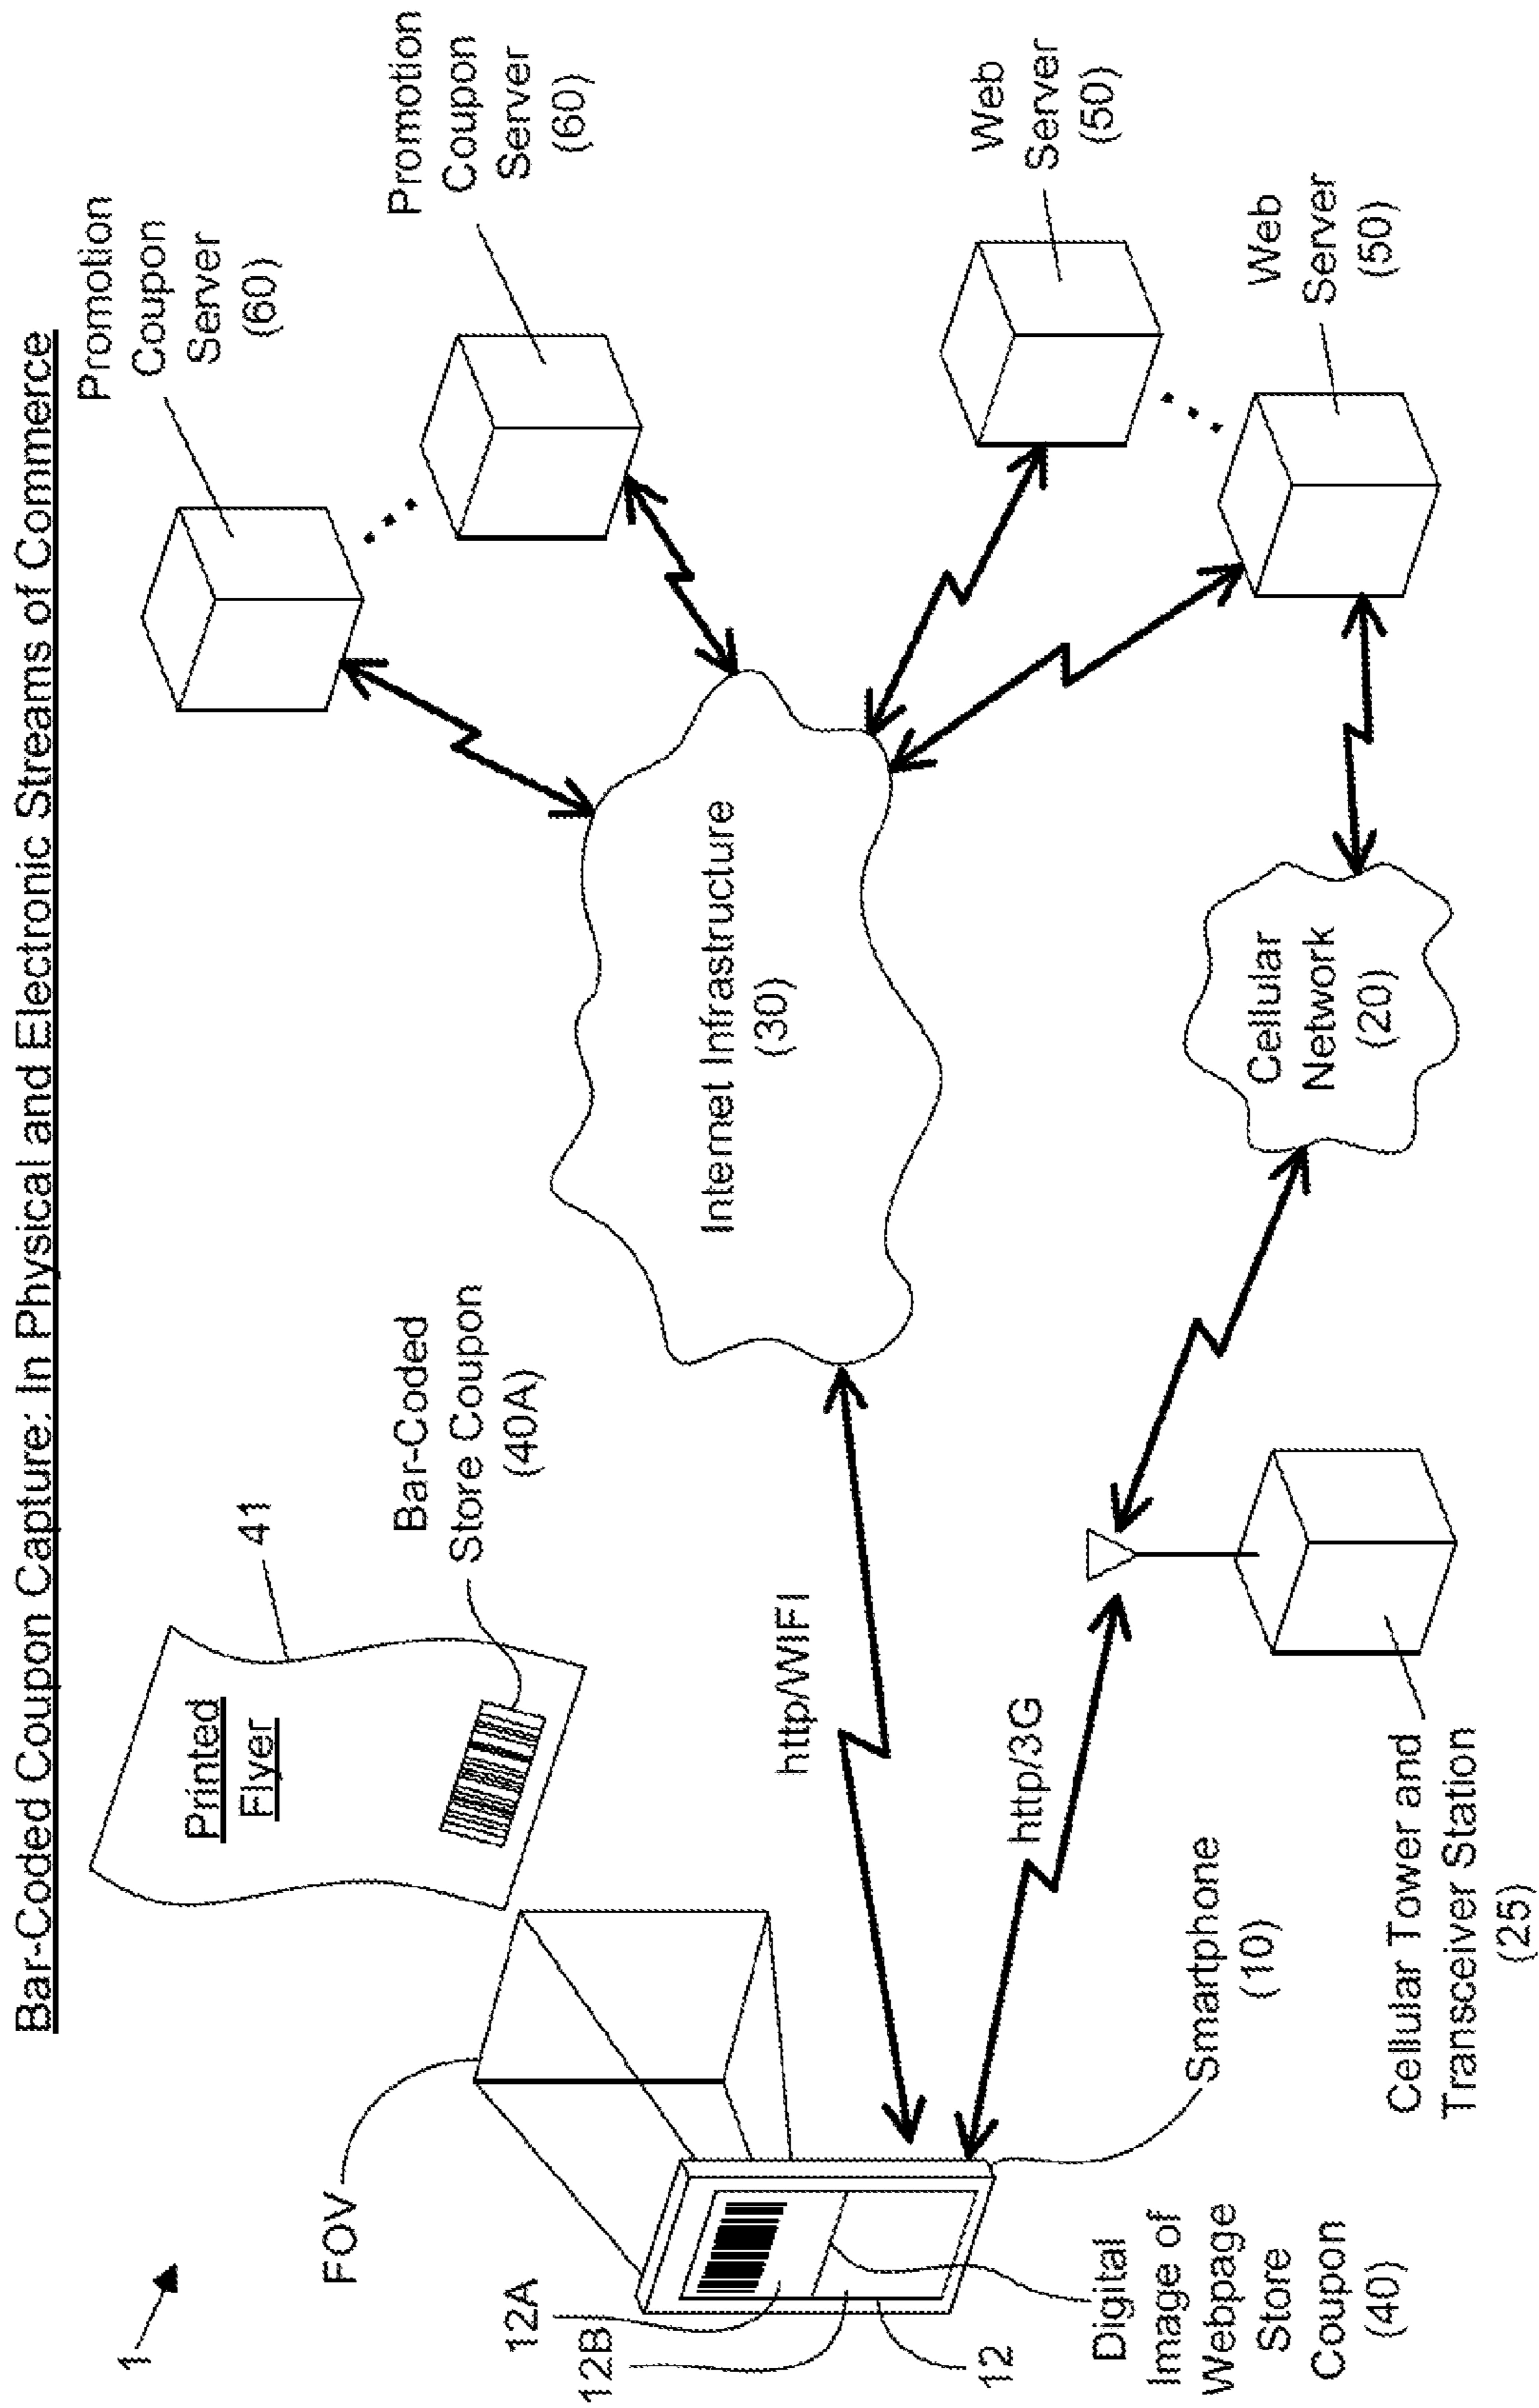 Bar-Coded Coupon Capture: In Physical and Electronic Streams of Commerce
1
FOV
Printed
Flyer
41
Bar-Coded
Store Coupon
(40A)
Promotion
Coupon
Server
(60)
Promotion
Coupon
Server
(60)
12A
12B
12
Digital
Image of
Webpage
Store
Coupon
(40)
Smartphone
(10)
http/WIFI
http/3G
Internet Infrastructure
(30)
Web
Server
(50)
Web
Server
(50)
Cellular
Network
(20)
Cellular Tower and
Transceiver Station
(25)